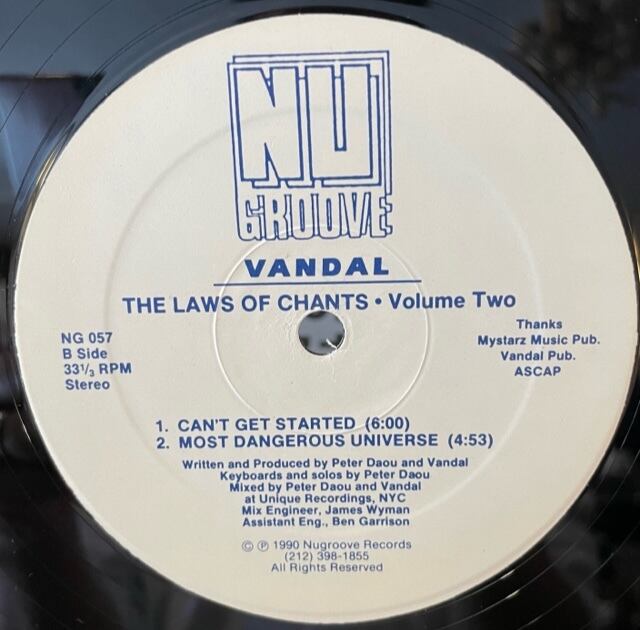 NU
GROOVE
VANDAL
THE LAWS OF CHANTS • Volume Two
NG 057
B Side
33⅓ RPM
Stereo
Thanks
Mystarz Music Pub.
Vandal Pub.
ASCAP
1. CAN'T GET STARTED (6:00)
2. MOST DANGEROUS UNIVERSE (4:53)
Written and Produced by Peter Daou and Vandal
Keyboards and solos by Peter Daou
Mixed by Peter Daou and Vandal
at Unique Recordings, NYC
Mix Engineer, James Wyman
Assistant Eng., Ben Garrison
© ℗ 1990 Nugroove Records
(212) 398-1855
All Rights Reserved